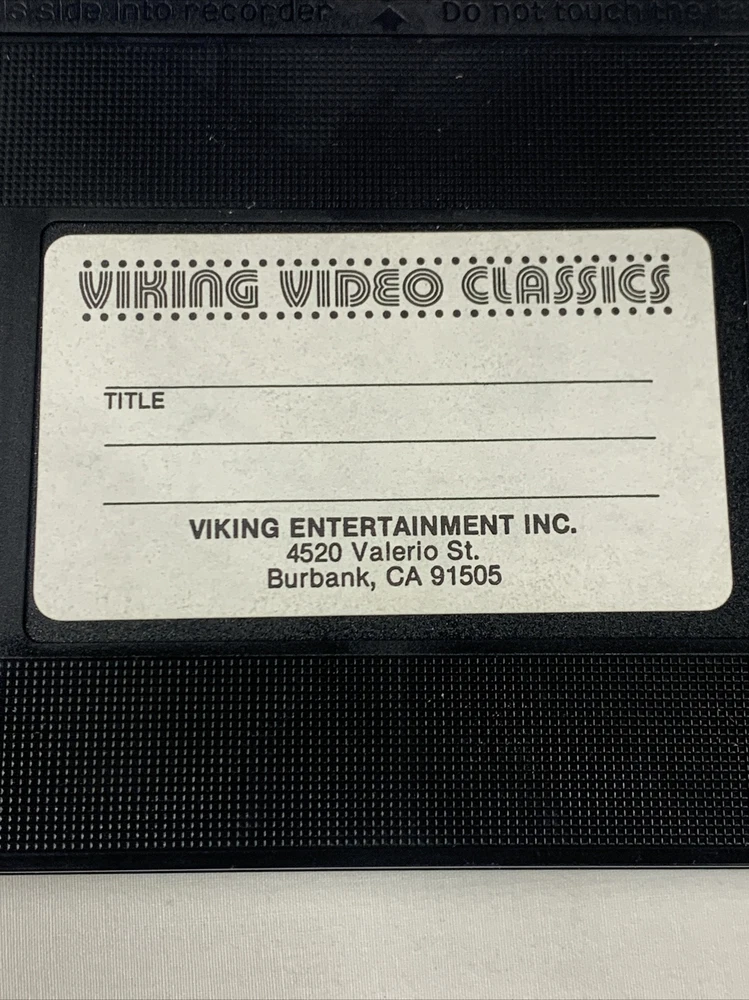 side into recorder Do not touch the
VIKING VIDEO CLASSICS
TITLE
VIKING ENTERTAINMENT INC.
4520 Valerio St.
Burbank, CA 91505